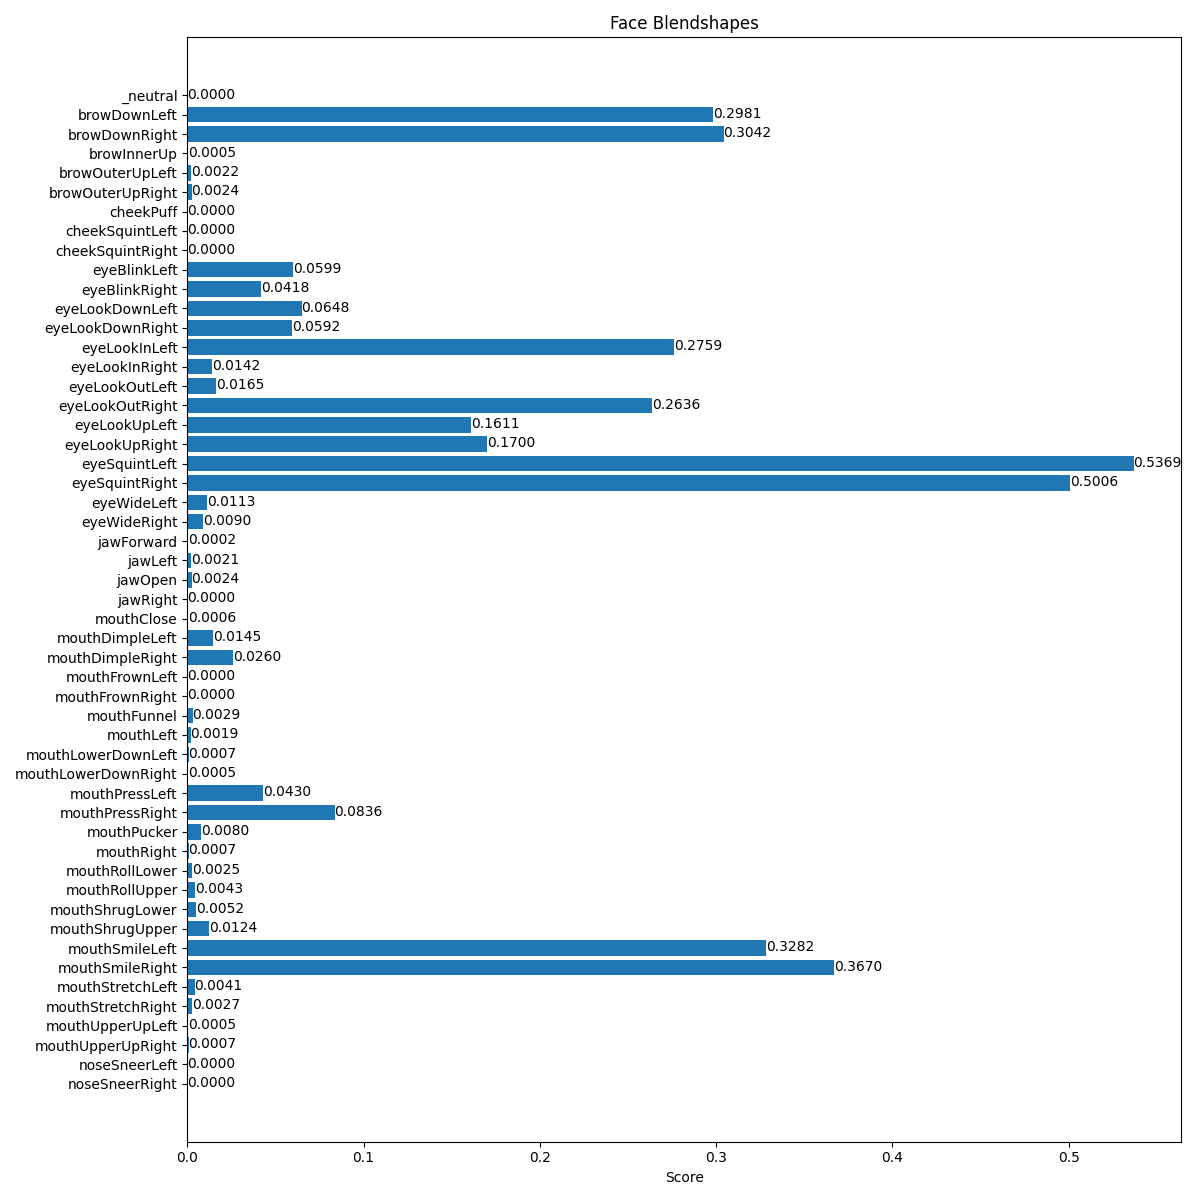 Face Blendshapes
_neutral 0.0000
browDownLeft 0.2981
browDownRight 0.3042
browInnerUp 0.0005
browOuterUpLeft 0.0022
browOuterUpRight 0.0024
cheekPuff 0.0000
cheekSquintLeft 0.0000
cheekSquintRight 0.0000
eyeBlinkLeft 0.0599
eyeBlinkRight 0.0418
eyeLookDownLeft 0.0648
eyeLookDownRight 0.0592
eyeLookInLeft 0.2759
eyeLookInRight 0.0142
eyeLookOutLeft 0.0165
eyeLookOutRight 0.2636
eyeLookUpLeft 0.1611
eyeLookUpRight 0.1700
eyeSquintLeft 0.5369
eyeSquintRight 0.5006
eyeWideLeft 0.0113
eyeWideRight 0.0090
jawForward 0.0002
jawLeft 0.0021
jawOpen 0.0024
jawRight 0.0000
mouthClose 0.0006
mouthDimpleLeft 0.0145
mouthDimpleRight 0.0260
mouthFrownLeft 0.0000
mouthFrownRight 0.0000
mouthFunnel 0.0029
mouthLeft 0.0019
mouthLowerDownLeft 0.0007
mouthLowerDownRight 0.0005
mouthPressLeft 0.0430
mouthPressRight 0.0836
mouthPucker 0.0080
mouthRight 0.0007
mouthRollLower 0.0025
mouthRollUpper 0.0043
mouthShrugLower 0.0052
mouthShrugUpper 0.0124
mouthSmileLeft 0.3282
mouthSmileRight 0.3670
mouthStretchLeft 0.0041
mouthStretchRight 0.0027
mouthUpperUpLeft 0.0005
mouthUpperUpRight 0.0007
noseSneerLeft 0.0000
noseSneerRight 0.0000
0.0 0.1 0.2 0.3 0.4 0.5
Score